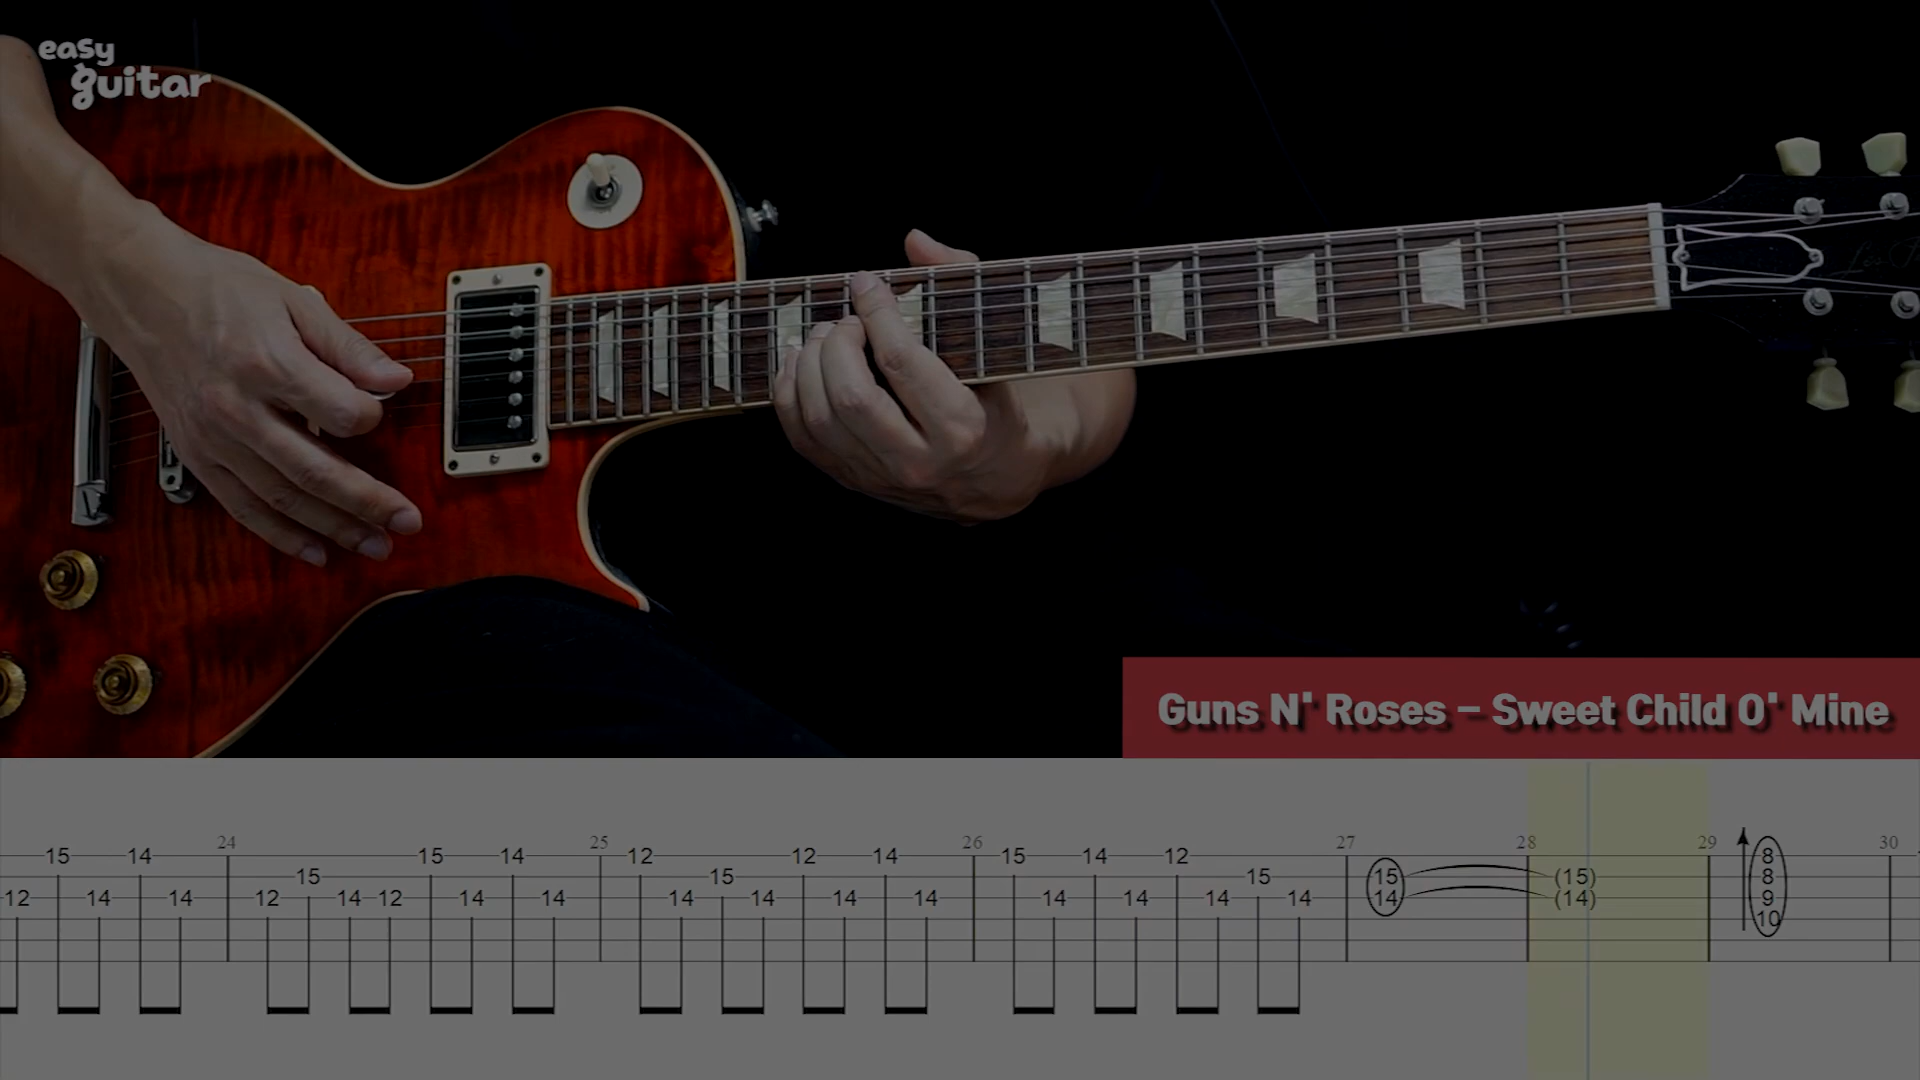 easy
guitar
Les Pa
Guns N' Roses – Sweet Child O' Mine
24 25 26 27 28 29 30
15 14 15 14 12 12 14 15 14 12 8
15 15 15 15 (15) 8
12 14 14 12 14 12 14 14 14 14 14 14 14 14 14 14 (14) 9
10